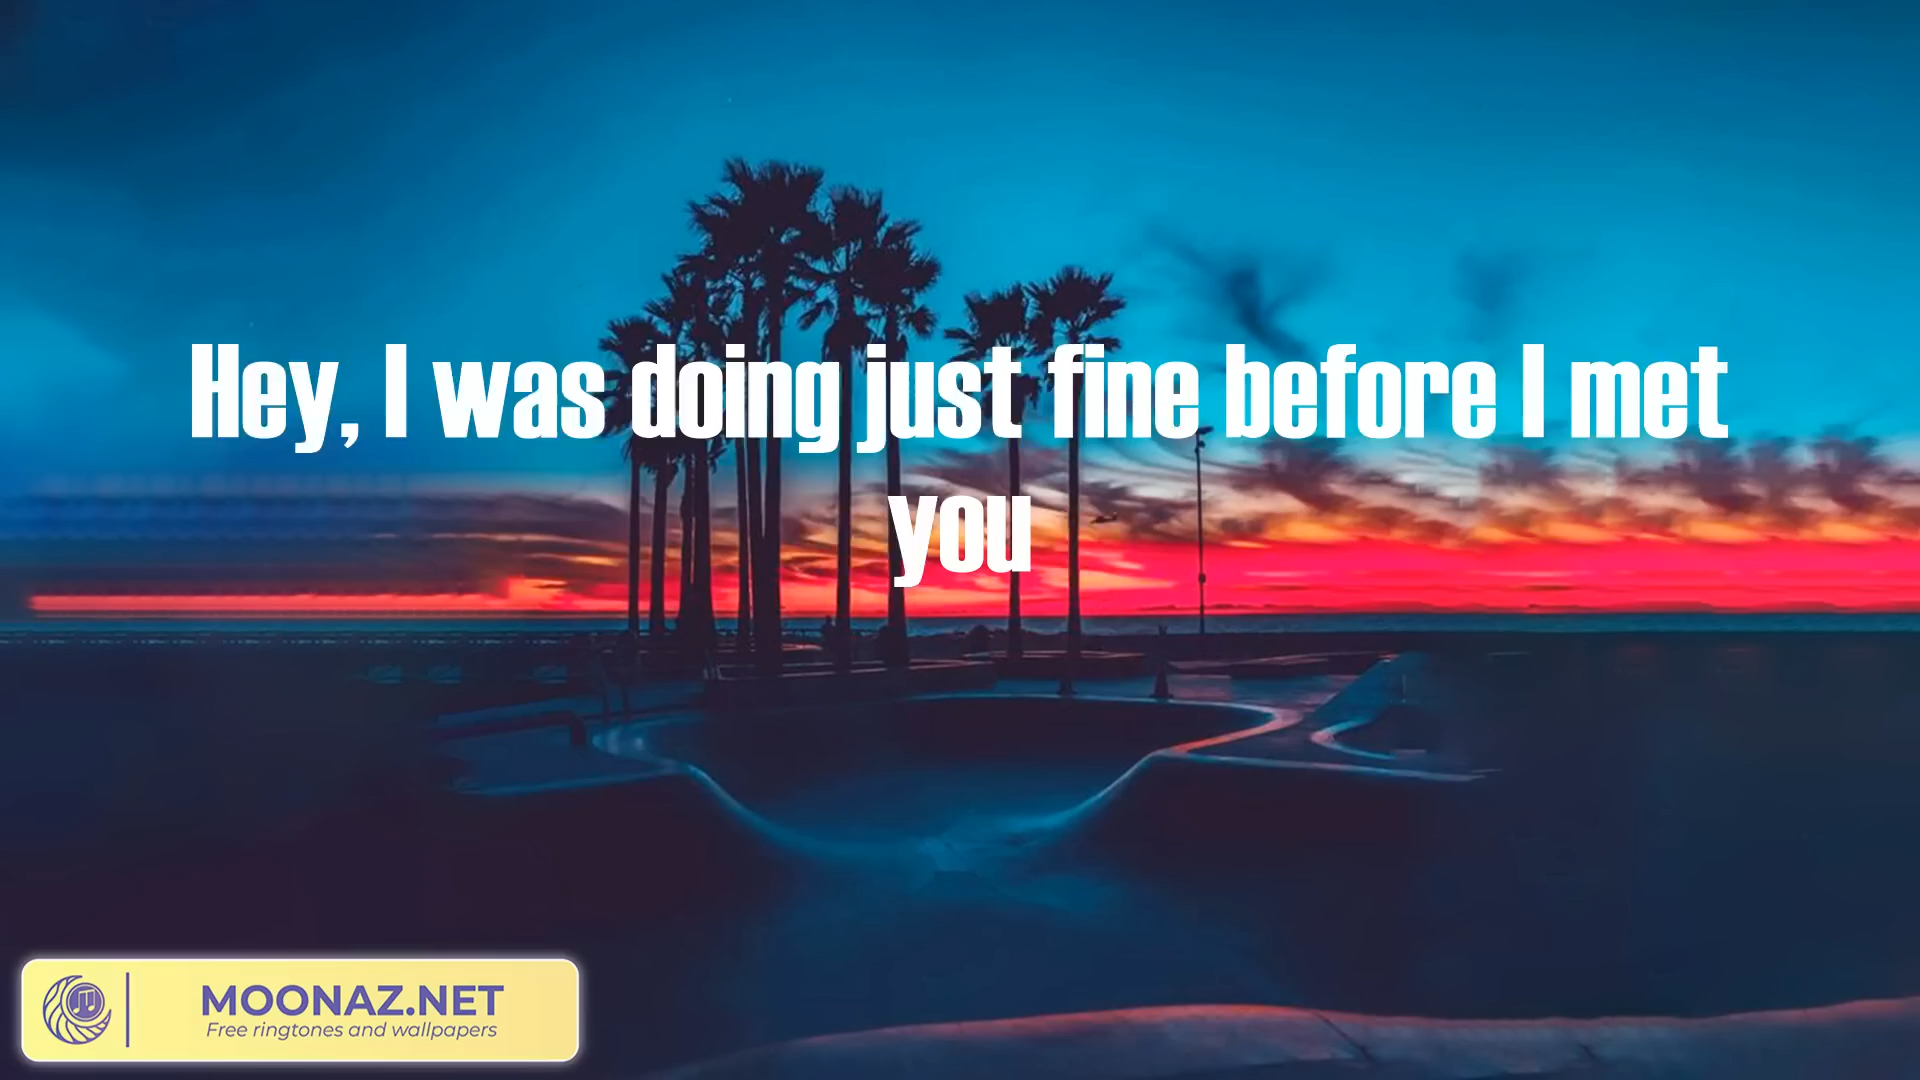 Hey, I was doing just fine before I met
you
MOONAZ.NET
Free ringtones and wallpapers